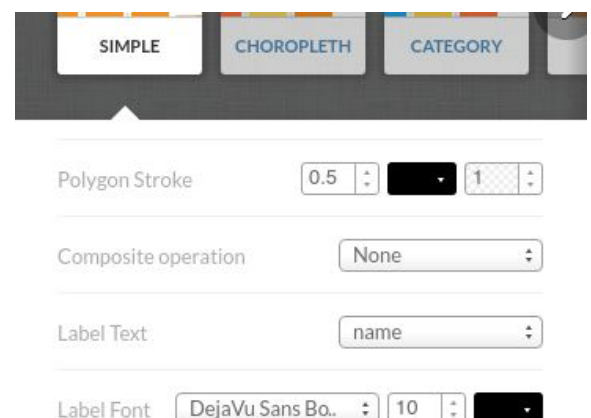 SIMPLE CHOROPLETH CATEGORY
Polygon Stroke 0.5 1
Composite operation None
Label Text name
Label Font DejaVu Sans Bo.. 10